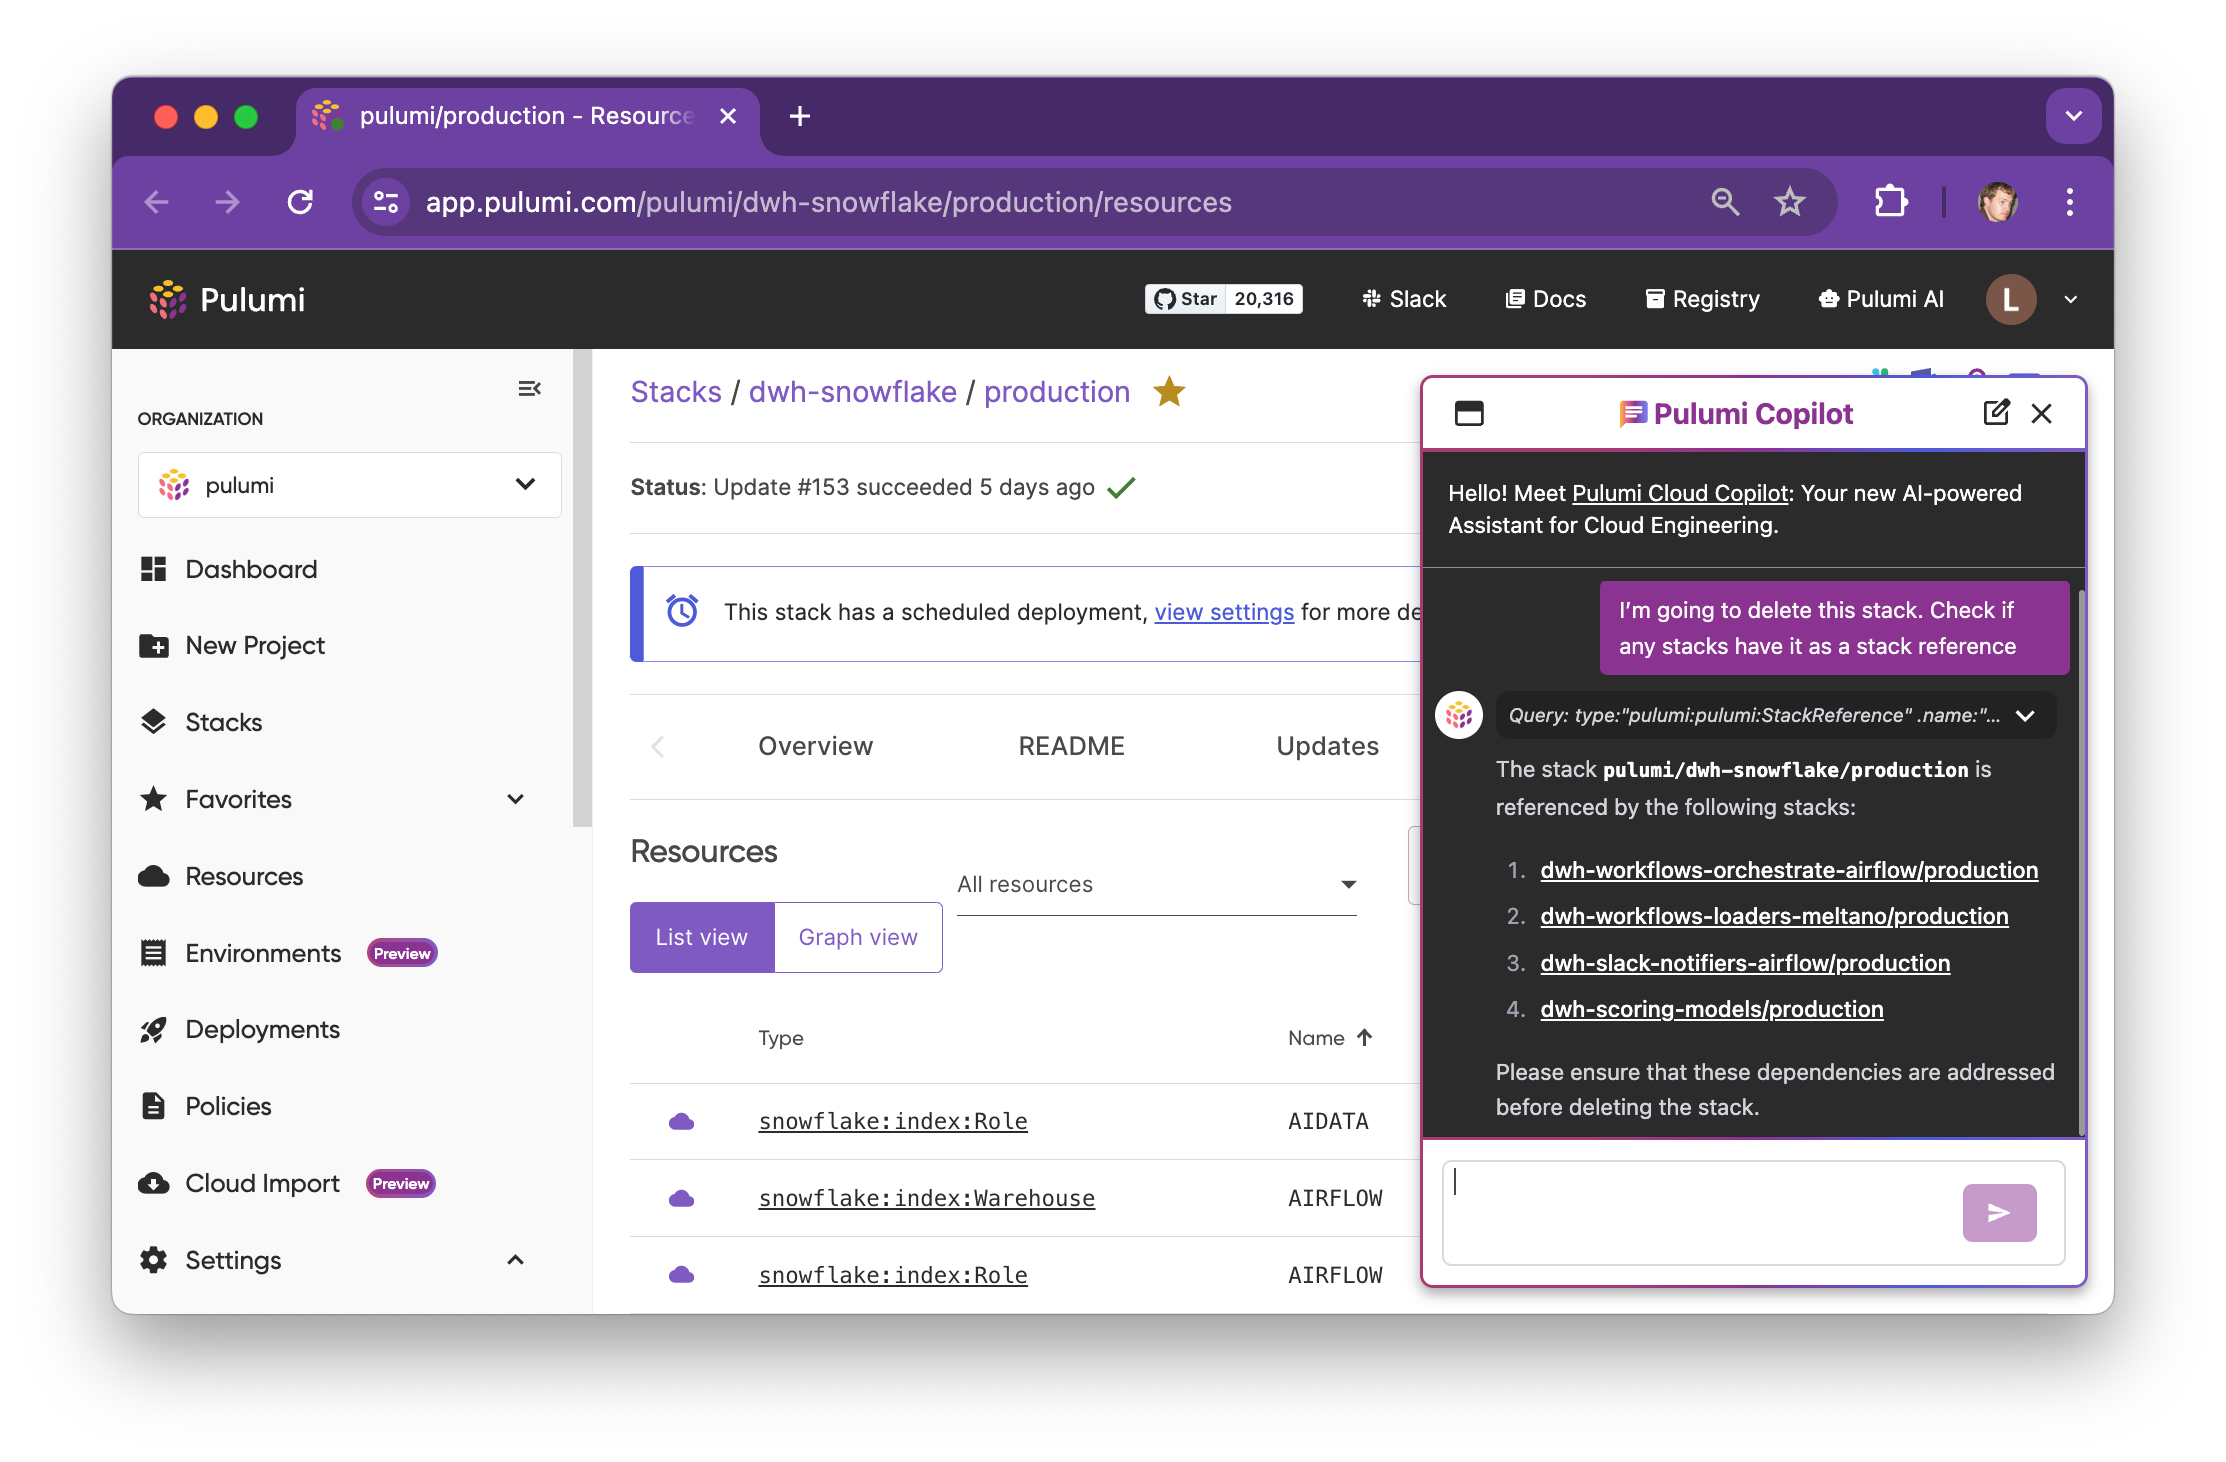 pulumi/production - Resource
app.pulumi.com/pulumi/dwh-snowflake/production/resources
Pulumi
Star 20,316
Slack
Docs
Registry
Pulumi AI
L
ORGANIZATION
pulumi
Dashboard
New Project
Stacks
Favorites
Resources
Environments Preview
Deployments
Policies
Cloud Import Preview
Settings
Stacks / dwh-snowflake / production
Status: Update #153 succeeded 5 days ago
This stack has a scheduled deployment, view settings for more de
Overview
README
Updates
Resources
All resources
List view
Graph view
Type
Name
snowflake:index:Role AIDATA
snowflake:index:Warehouse AIRFLOW
snowflake:index:Role AIRFLOW
Pulumi Copilot
Hello! Meet Pulumi Cloud Copilot: Your new AI-powered
Assistant for Cloud Engineering.
I’m going to delete this stack. Check if
any stacks have it as a stack reference
Query: type:"pulumi:pulumi:StackReference" .name:"...
The stack pulumi/dwh-snowflake/production is
referenced by the following stacks:
1. dwh-workflows-orchestrate-airflow/production
2. dwh-workflows-loaders-meltano/production
3. dwh-slack-notifiers-airflow/production
4. dwh-scoring-models/production
Please ensure that these dependencies are addressed
before deleting the stack.